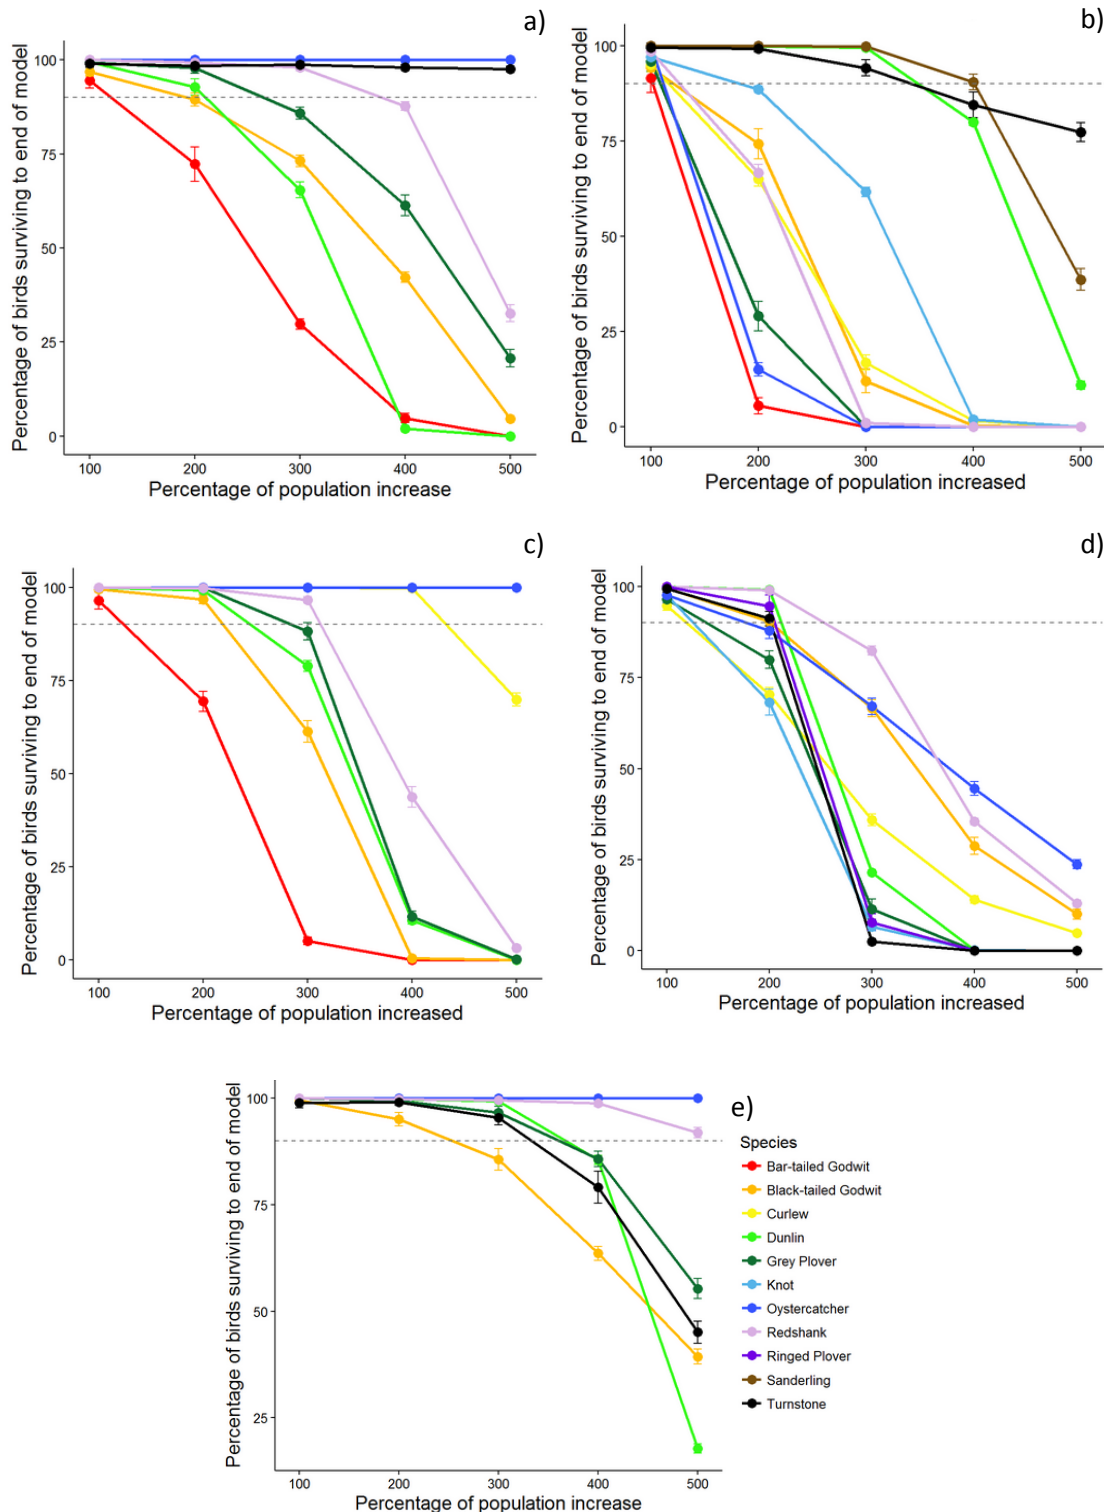 a)
Percentage of birds surviving to end of model
100
75
50
25
0
100 200 300 400 500
Percentage of population increase
b)
Percentage of birds surviving to end of model
100
75
50
25
0
100 200 300 400 500
Percentage of population increased
c)
Percentage of birds surviving to end of model
100
75
50
25
0
100 200 300 400 500
Percentage of population increased
d)
Percentage of birds surviving to end of model
100
75
50
25
0
100 200 300 400 500
Percentage of population increased
e)
Percentage of birds surviving to end of model
100
75
50
25
100 200 300 400 500
Percentage of population increase
Species
Bar-tailed Godwit
Black-tailed Godwit
Curlew
Dunlin
Grey Plover
Knot
Oystercatcher
Redshank
Ringed Plover
Sanderling
Turnstone